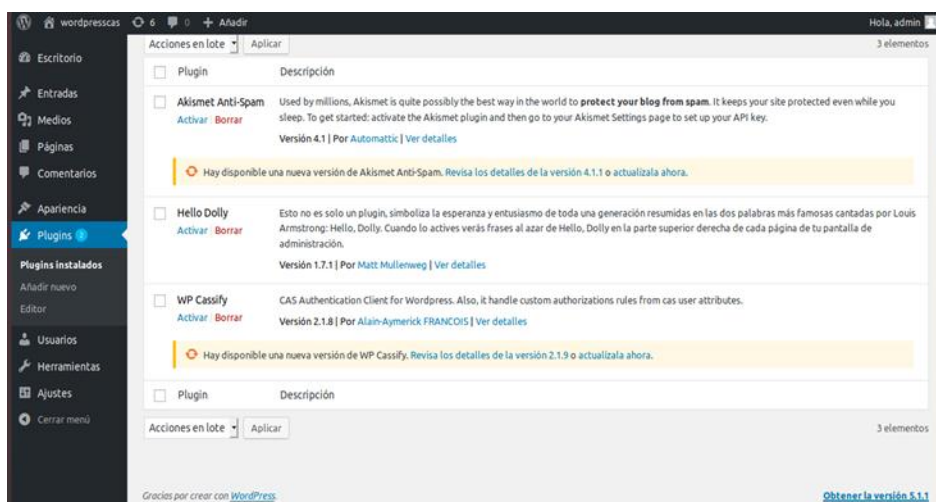 wordpresscas 6 0 + Añadir Hola, admin
Acciones en lote Aplicar 3 elementos
Escritorio
Entradas
Medios
Páginas
Comentarios
Apariencia
Plugins
Plugins instalados
Añadir nuevo
Editor
Usuarios
Herramientas
Ajustes
Cerrar menú
Plugin Descripción
Akismet Anti-Spam
Activar | Borrar
Used by millions, Akismet is quite possibly the best way in the world to protect your blog from spam. It keeps your site protected even while you
sleep. To get started: activate the Akismet plugin and then go to your Akismet Settings page to set up your API key.
Versión 4.1 | Por Automattic | Ver detalles
Hay disponible una nueva versión de Akismet Anti-Spam. Revisa los detalles de la versión 4.1.1 o actualízala ahora.
Hello Dolly
Activar | Borrar
Esto no es solo un plugin, simboliza la esperanza y entusiasmo de toda una generación resumidas en las dos palabras más famosas cantadas por Louis
Armstrong: Hello, Dolly. Cuando lo actives verás frases al azar de Hello, Dolly en la parte superior derecha de cada página de tu pantalla de
administración.
Versión 1.7.1 | Por Matt Mullenweg | Ver detalles
WP Cassify
Activar | Borrar
CAS Authentication Client for Wordpress. Also, it handle custom authorizations rules from cas user attributes.
Versión 2.1.8 | Por Alain-Aymerick FRANCOIS | Ver detalles
Hay disponible una nueva versión de WP Cassify. Revisa los detalles de la versión 2.1.9 o actualízala ahora.
Plugin Descripción
Acciones en lote Aplicar 3 elementos
Gracias por crear con WordPress. Obtener la versión 5.1.1